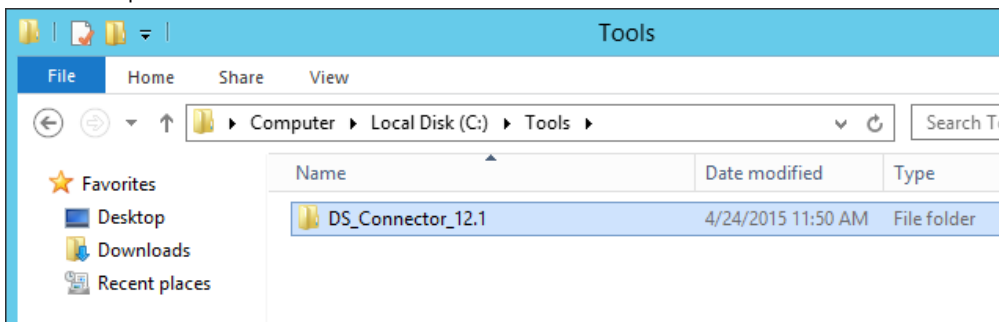 Tools
File Home Share View
Computer Local Disk (C:) Tools Search
Name Date modified Type
Favorites
DS_Connector_12.1 4/24/2015 11:50 AM File folder
Desktop
Downloads
Recent places